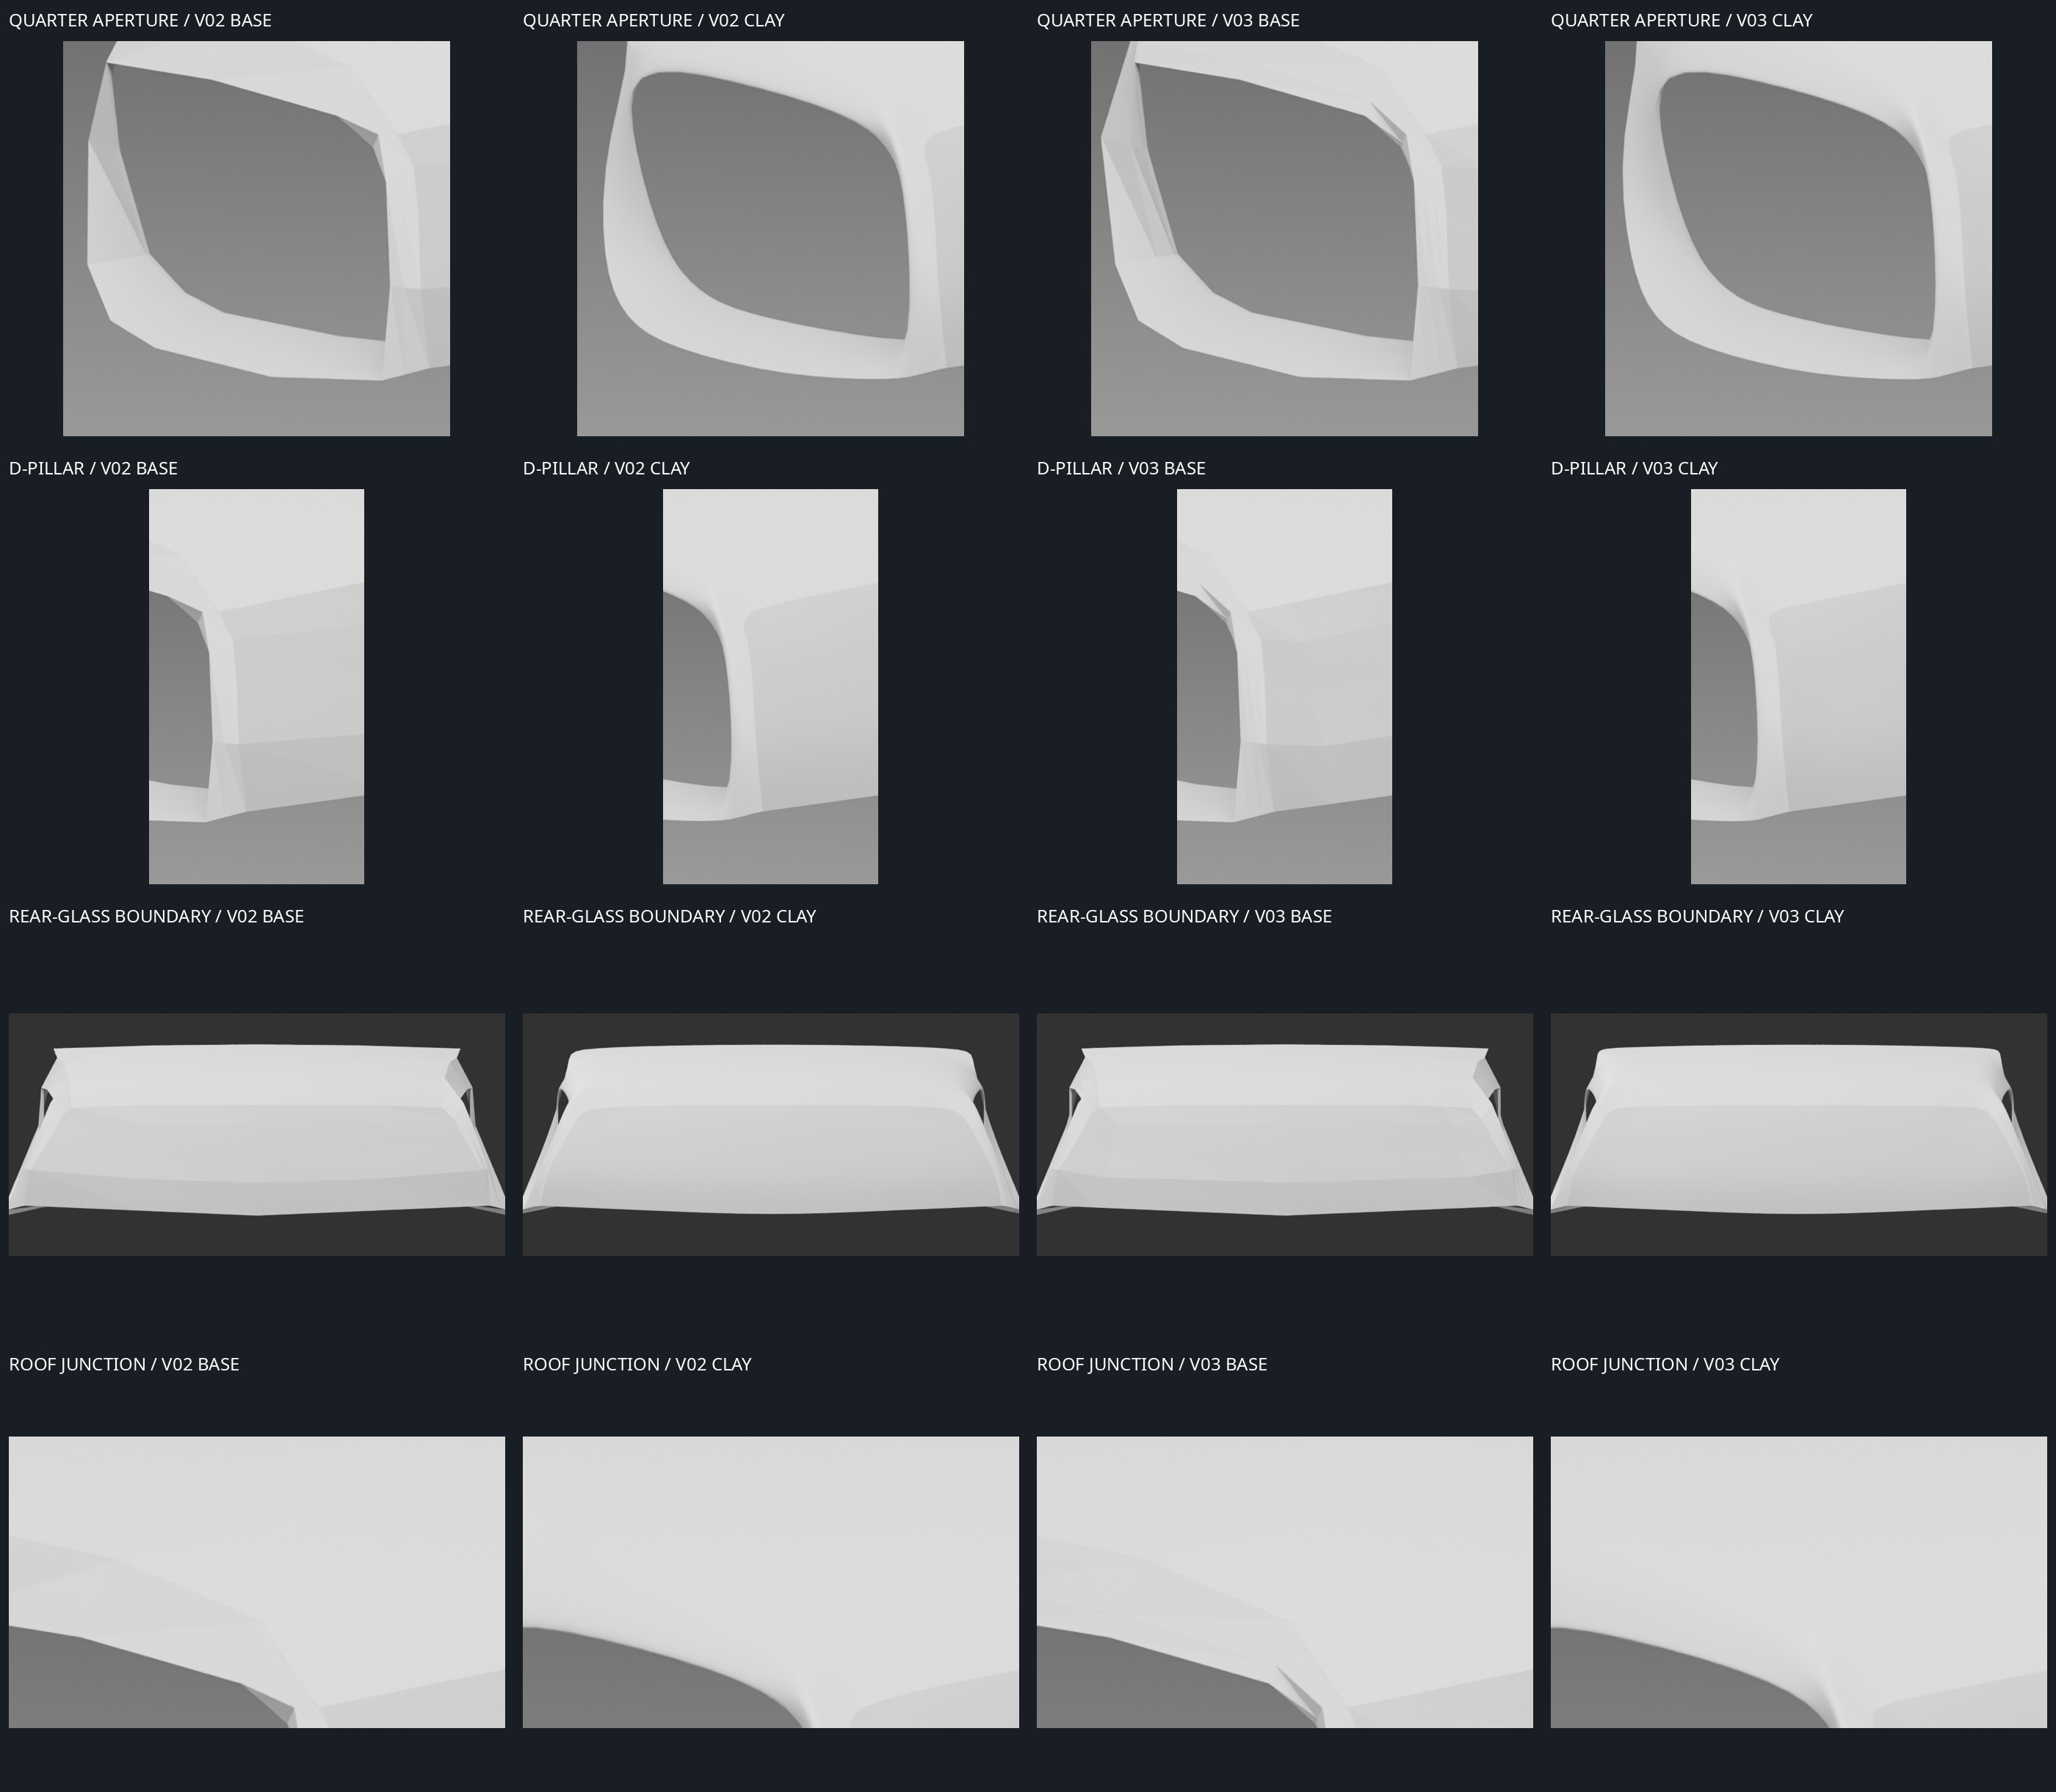 QUARTER APERTURE / V02 BASE
QUARTER APERTURE / V02 CLAY
QUARTER APERTURE / V03 BASE
QUARTER APERTURE / V03 CLAY
D-PILLAR / V02 BASE
D-PILLAR / V02 CLAY
D-PILLAR / V03 BASE
D-PILLAR / V03 CLAY
REAR-GLASS BOUNDARY / V02 BASE
REAR-GLASS BOUNDARY / V02 CLAY
REAR-GLASS BOUNDARY / V03 BASE
REAR-GLASS BOUNDARY / V03 CLAY
ROOF JUNCTION / V02 BASE
ROOF JUNCTION / V02 CLAY
ROOF JUNCTION / V03 BASE
ROOF JUNCTION / V03 CLAY